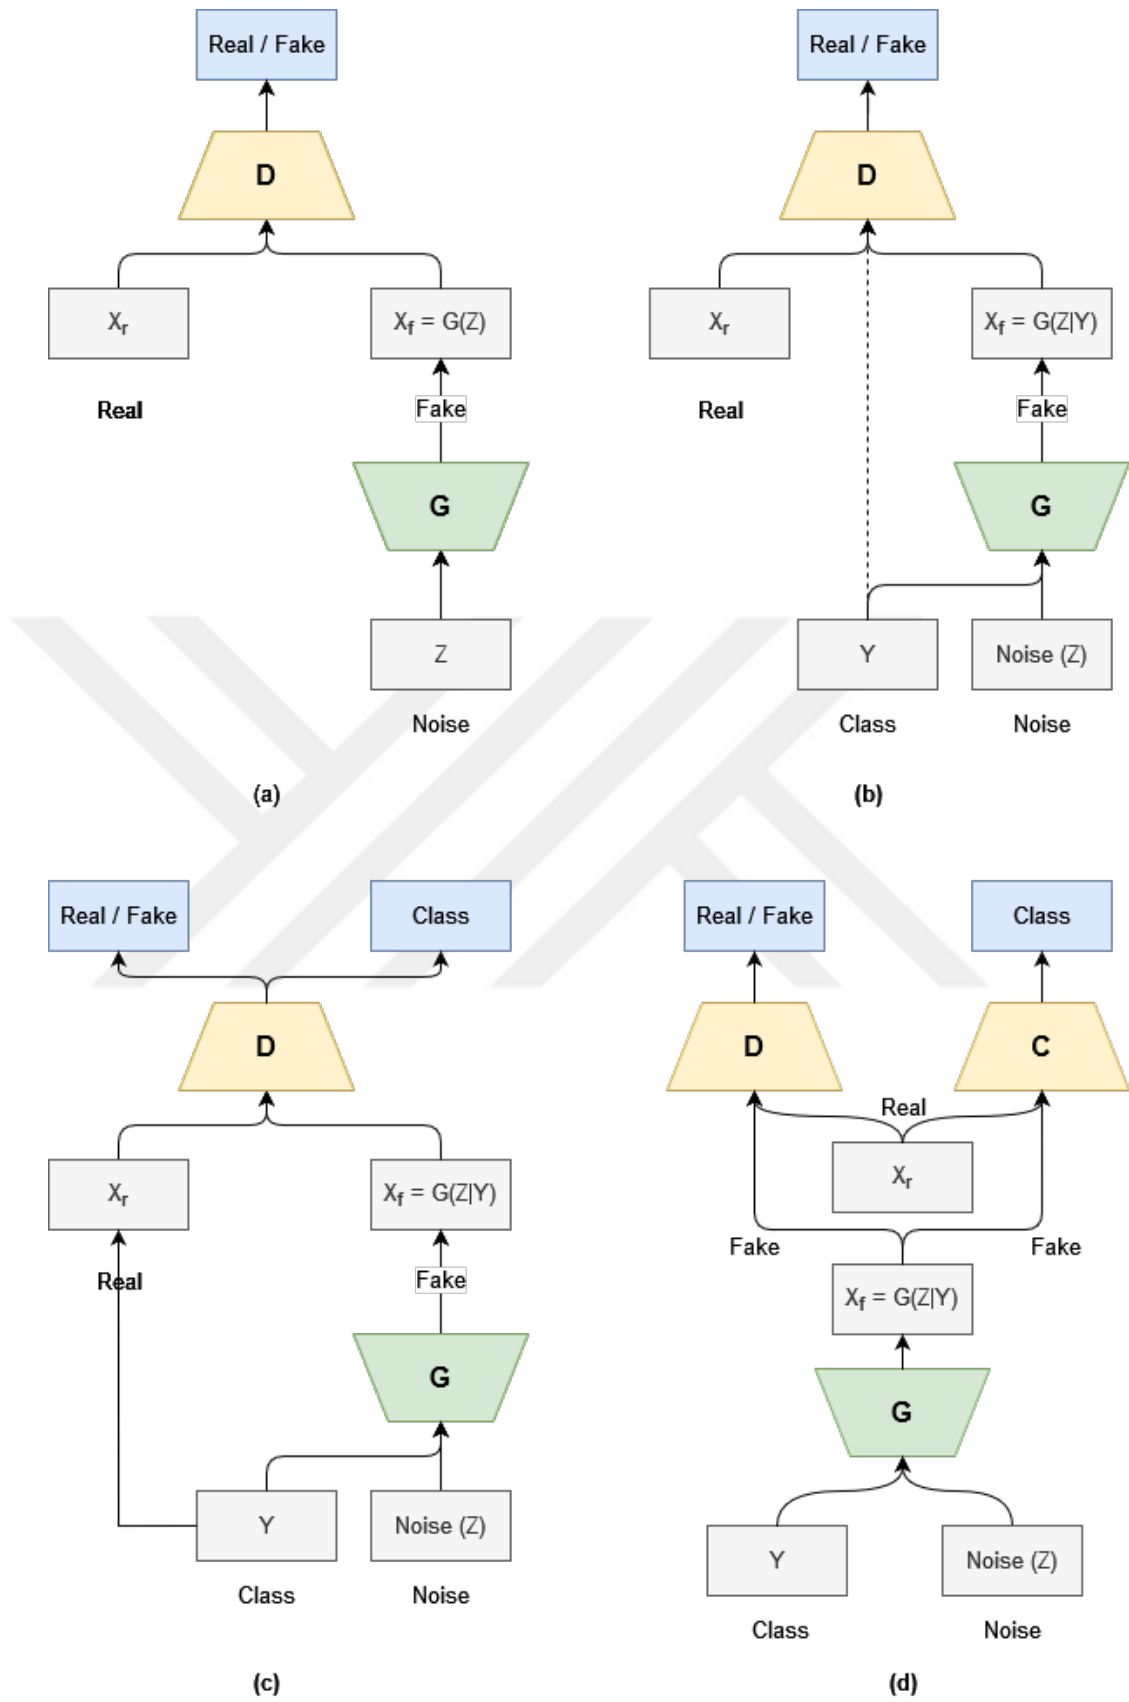 Real / Fake
D
Xr
Xf = G(Z)
Real
Fake
G
Z
Noise
(a)
Real / Fake
D
Xr
Xf = G(Z|Y)
Real
Fake
G
Y
Noise (Z)
Class
Noise
(b)
Real / Fake
Class
D
Xr
Xf = G(Z|Y)
Real
Fake
G
Y
Noise (Z)
Class
Noise
(c)
Real / Fake
Class
D
C
Real
Xr
Fake
Fake
Xf = G(Z|Y)
G
Y
Noise (Z)
Class
Noise
(d)